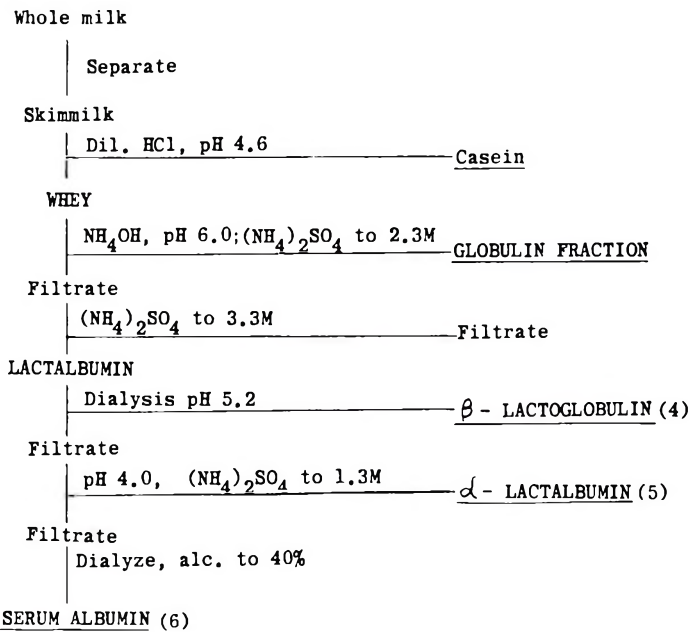 Whole milk
Separate
Skimmilk
Dil. HCl, pH 4.6
Casein
WHEY
NH₄OH, pH 6.0;(NH₄)₂SO₄ to 2.3M
GLOBULIN FRACTION
Filtrate
(NH₄)₂SO₄ to 3.3M
Filtrate
LACTALBUMIN
Dialysis pH 5.2
β - LACTOGLOBULIN (4)
Filtrate
pH 4.0, (NH₄)₂SO₄ to 1.3M
α - LACTALBUMIN (5)
Filtrate
Dialyze, alc. to 40%
SERUM ALBUMIN (6)